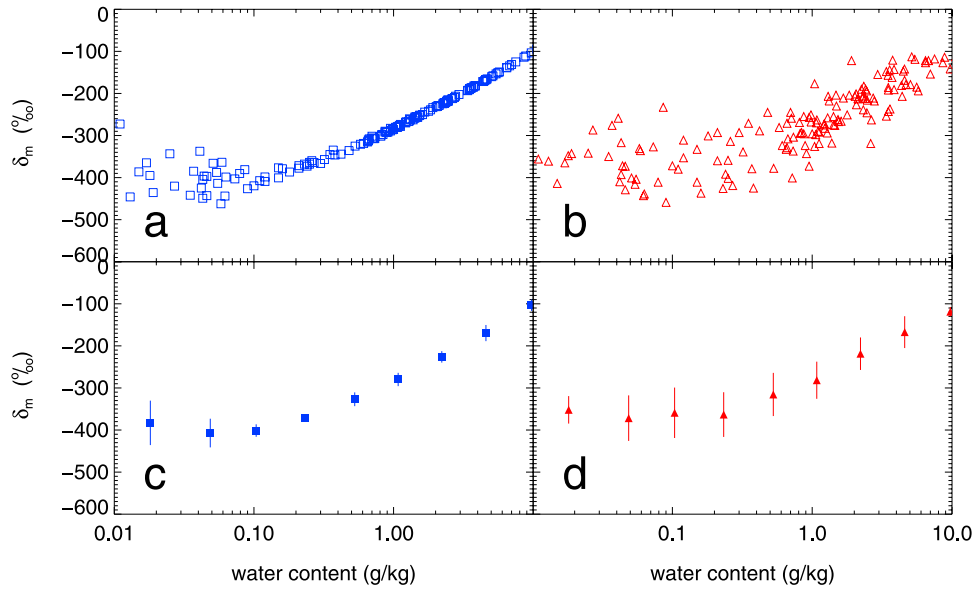 0
−100
−200
−300
−400
−500
−600
δm (‰)
a
b
−100
−200
−300
−400
−500
−600
δm (‰)
c
d
0.01 0.10 1.00 0.1 1.0 10.0
water content (g/kg) water content (g/kg)